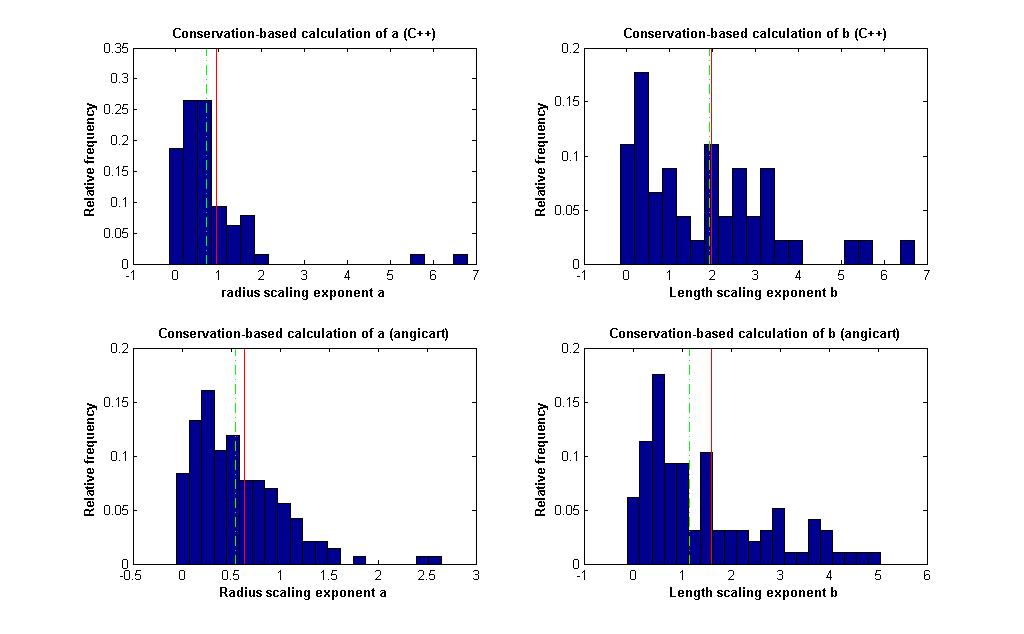 Conservation-based calculation of a (C++)
0.35
0.3
0.25
0.2
0.15
0.1
0.05
0
Relative frequency
-1 0 1 2 3 4 5 6 7
radius scaling exponent a
Conservation-based calculation of b (C++)
0.2
0.15
0.1
0.05
0
Relative frequency
-1 0 1 2 3 4 5 6 7
Length scaling exponent b
Conservation-based calculation of a (angicart)
0.2
0.15
0.1
0.05
0
Relative frequency
-0.5 0 0.5 1 1.5 2 2.5 3
Radius scaling exponent a
Conservation-based calculation of b (angicart)
0.2
0.15
0.1
0.05
0
Relative frequency
-1 0 1 2 3 4 5 6
Length scaling exponent b